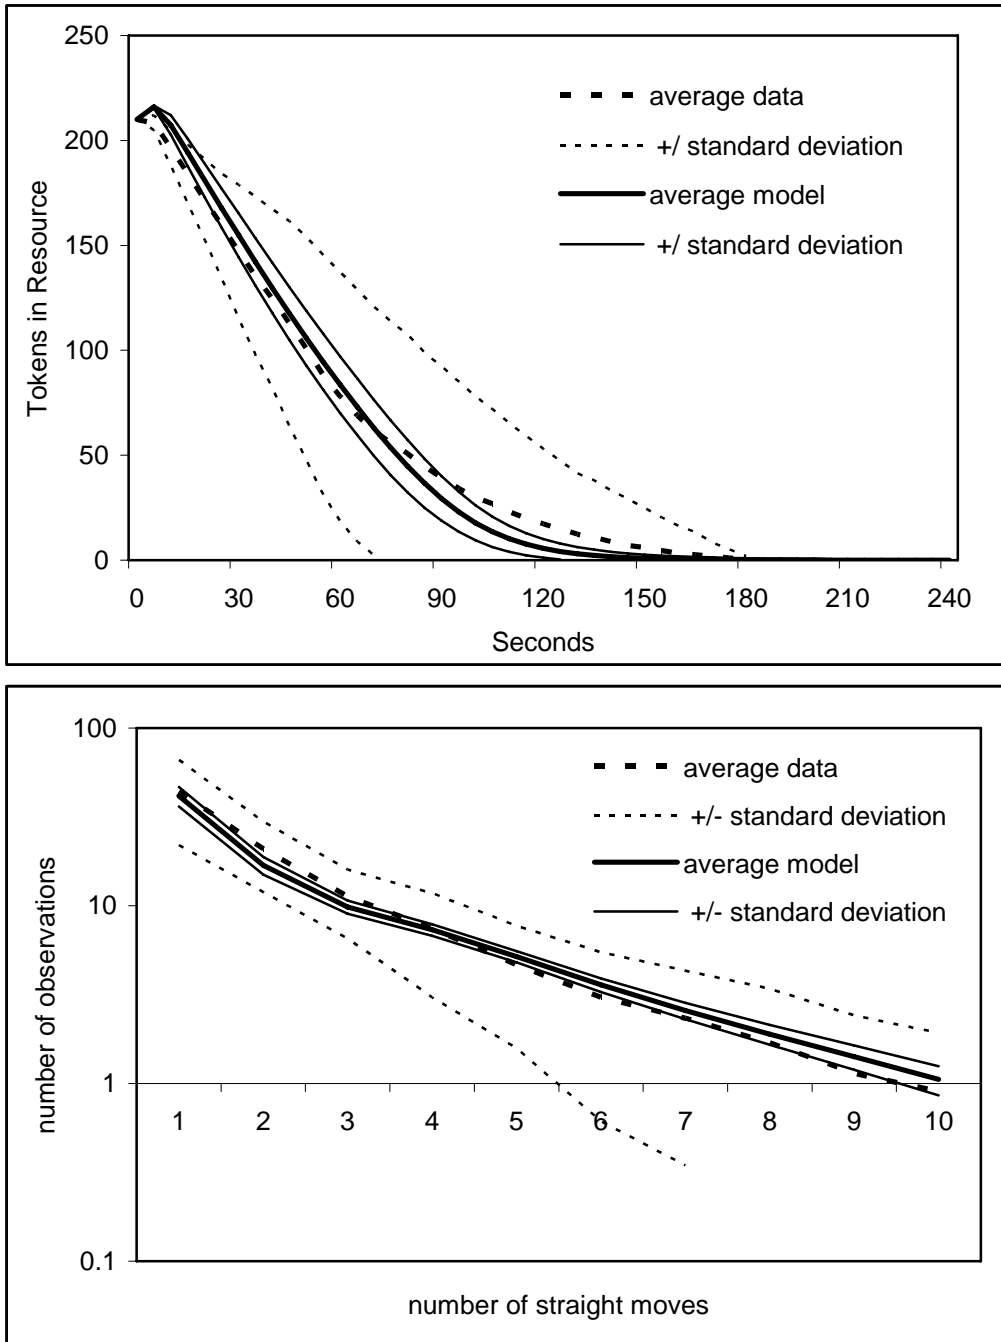 250
200
150
100
50
0
Tokens in Resource
average data
+/ standard deviation
average model
+/ standard deviation
0 30 60 90 120 150 180 210 240
Seconds
100
10
1
0.1
number of observations
average data
+/- standard deviation
average model
+/- standard deviation
1 2 3 4 5 6 7 8 9 10
number of straight moves